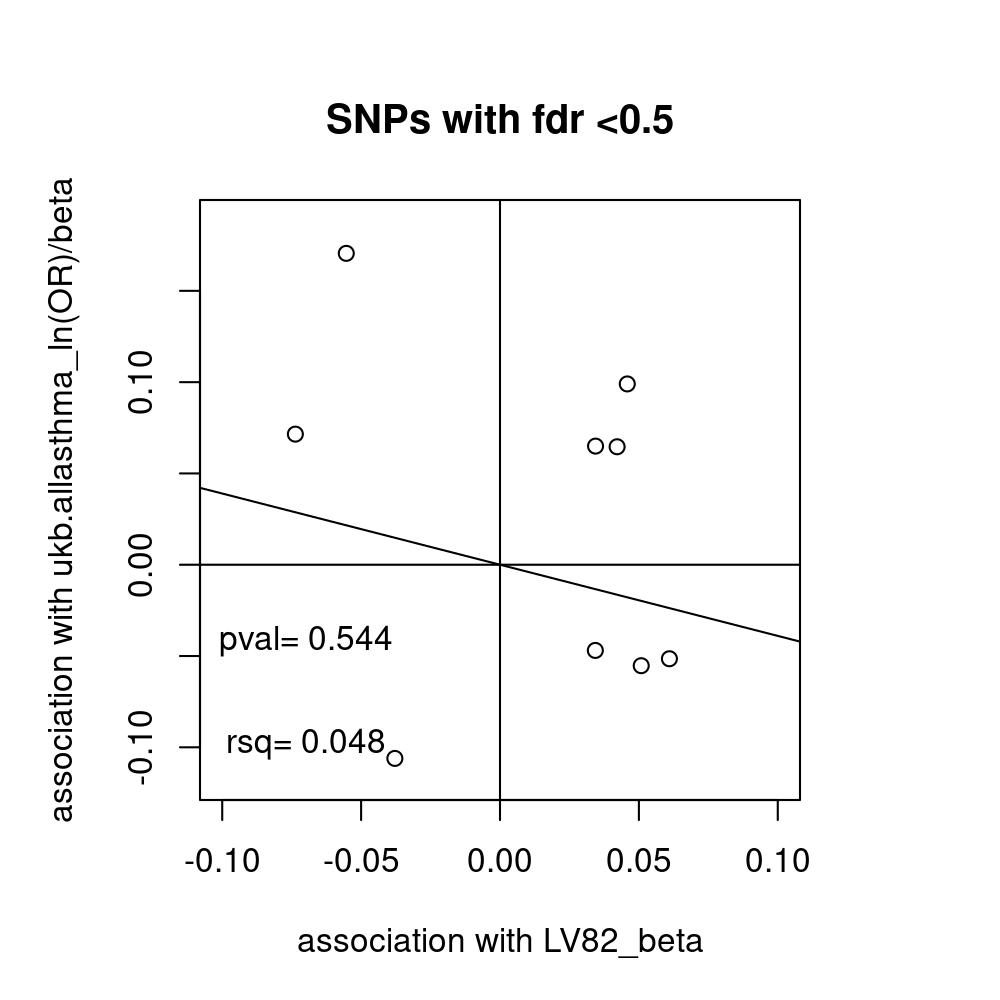 SNPs with fdr <0.5
association with ukb.allasthma_ln(OR)/beta
0.10
0.00
-0.10
pval= 0.544
rsq= 0.048
-0.10 -0.05 0.00 0.05 0.10
association with LV82_beta